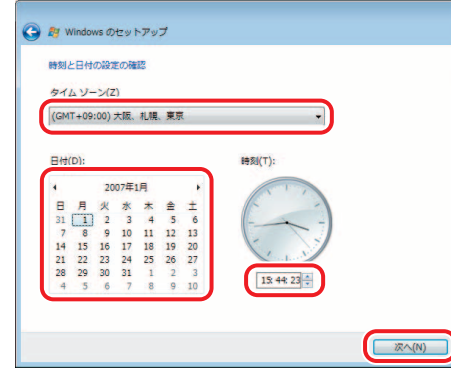 Windows のセットアップ
時刻と日付の設定の確認
タイム ゾーン(Z)
(GMT+09:00) 大阪、札幌、東京
日付(D):
時刻(T):
2007年1月
日 月 火 水 木 金 土
31 1 2 3 4 5 6
7 8 9 10 11 12 13
14 15 16 17 18 19 20
21 22 23 24 25 26 27
28 29 30 31 1 2 3
4 5 6 7 8 9 10
15:44:23
次へ(N)